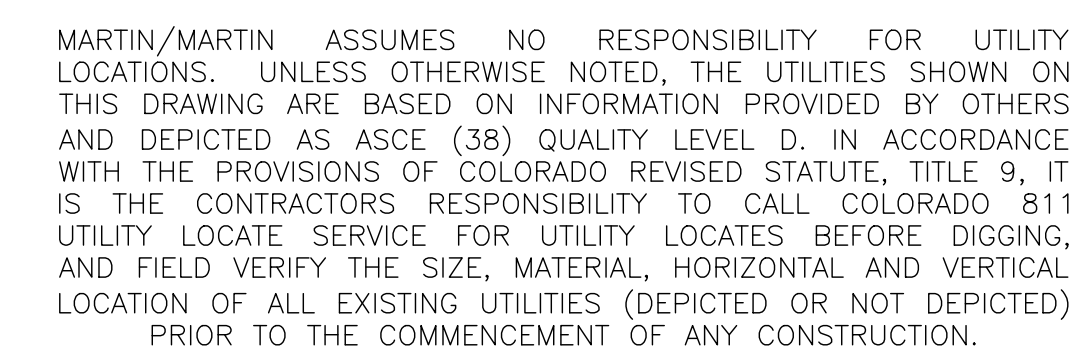 MARTIN/MARTIN ASSUMES NO RESPONSIBILITY FOR UTILITY
LOCATIONS. UNLESS OTHERWISE NOTED, THE UTILITIES SHOWN ON
THIS DRAWING ARE BASED ON INFORMATION PROVIDED BY OTHERS
AND DEPICTED AS ASCE (38) QUALITY LEVEL D. IN ACCORDANCE
WITH THE PROVISIONS OF COLORADO REVISED STATUTE, TITLE 9, IT
IS THE CONTRACTORS RESPONSIBILITY TO CALL COLORADO 811
UTILITY LOCATE SERVICE FOR UTILITY LOCATES BEFORE DIGGING,
AND FIELD VERIFY THE SIZE, MATERIAL, HORIZONTAL AND VERTICAL
LOCATION OF ALL EXISTING UTILITIES (DEPICTED OR NOT DEPICTED)
PRIOR TO THE COMMENCEMENT OF ANY CONSTRUCTION.